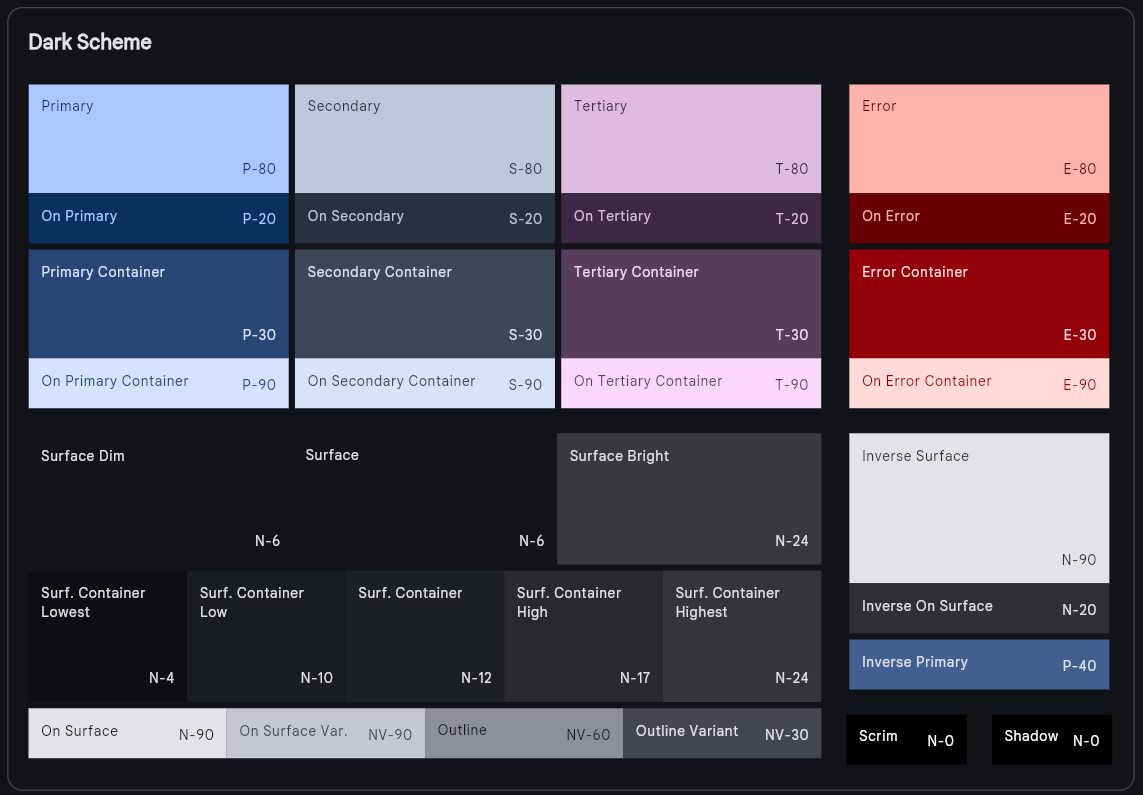 Dark Scheme
Primary
P-80
Secondary
S-80
Tertiary
T-80
Error
E-80
On Primary
P-20
On Secondary
S-20
On Tertiary
T-20
On Error
E-20
Primary Container
P-30
Secondary Container
S-30
Tertiary Container
T-30
Error Container
E-30
On Primary Container
P-90
On Secondary Container
S-90
On Tertiary Container
T-90
On Error Container
E-90
Surface Dim
N-6
Surface
N-6
Surface Bright
N-24
Inverse Surface
N-90
Surf. Container
Lowest
N-4
Surf. Container
Low
N-10
Surf. Container
N-12
Surf. Container
High
N-17
Surf. Container
Highest
N-24
Inverse On Surface
N-20
Inverse Primary
P-40
On Surface
N-90
On Surface Var.
NV-90
Outline
NV-60
Outline Variant
NV-30
Scrim
N-0
Shadow
N-0